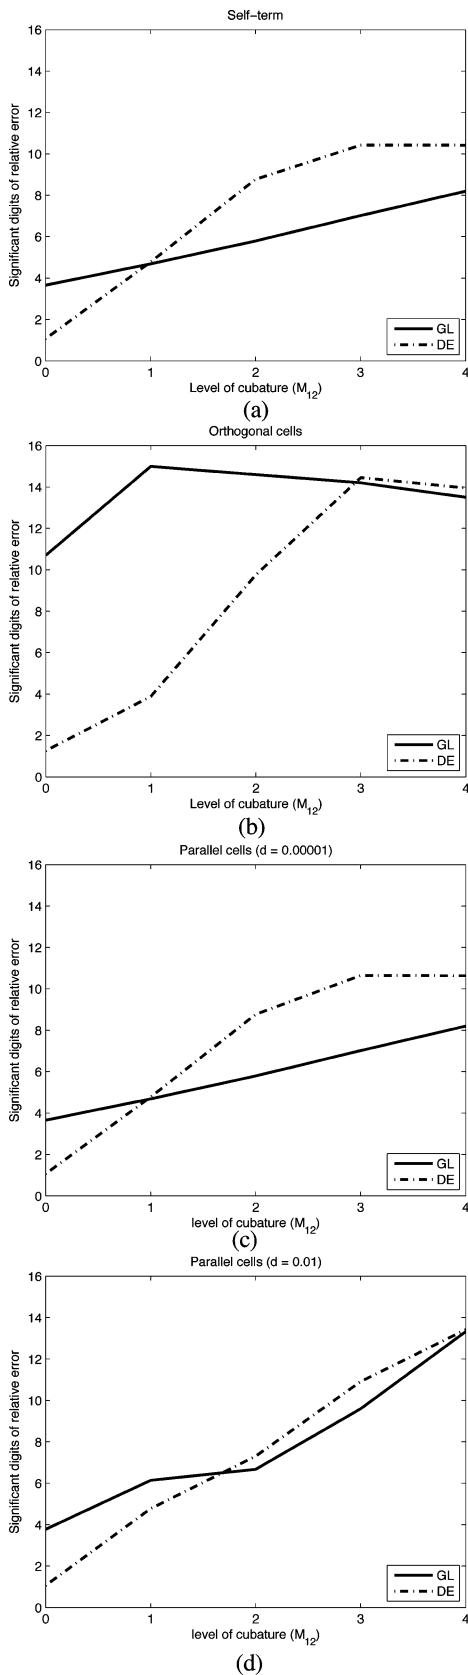 Self-term
Significant digits of relative error
16
14
12
10
8
6
4
2
0
GL
DE
0 1 2 3 4
Level of cubature (M12)
(a)
Orthogonal cells
Significant digits of relative error
16
14
12
10
8
6
4
2
0
GL
DE
0 1 2 3 4
Level of cubature (M12)
(b)
Parallel cells (d = 0.00001)
Significant digits of relative error
16
14
12
10
8
6
4
2
0
GL
DE
0 1 2 3 4
level of cubature (M12)
(c)
Parallel cells (d = 0.01)
Significant digits of relative error
16
14
12
10
8
6
4
2
0
GL
DE
0 1 2 3 4
level of cubature (M12)
(d)